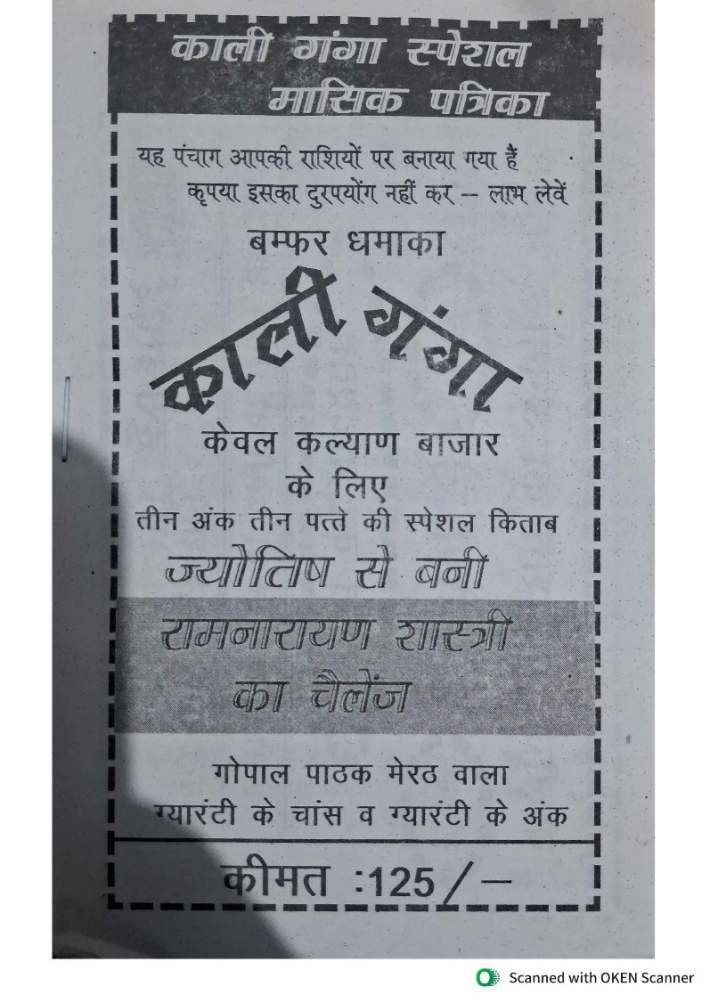 काली गंगा स्पेशल
मासिक पत्रिका
यह पंचाग आपकी राशियों पर बनाया गया हैं
कृपया इसका दुरपयोंग नहीं कर – लाभ लेवें
बम्फर धमाका
काली गंगा
केवल कल्याण बाजार
के लिए
तीन अंक तीन पत्ते की स्पेशल किताब
ज्योतिष से बनी
रामनारायण शास्त्री
का चैलेंज
गोपाल पाठक मेरठ वाला
ग्यारंटी के चांस व ग्यारंटी के अंक
कीमत :125/–
Scanned with OKEN Scanner